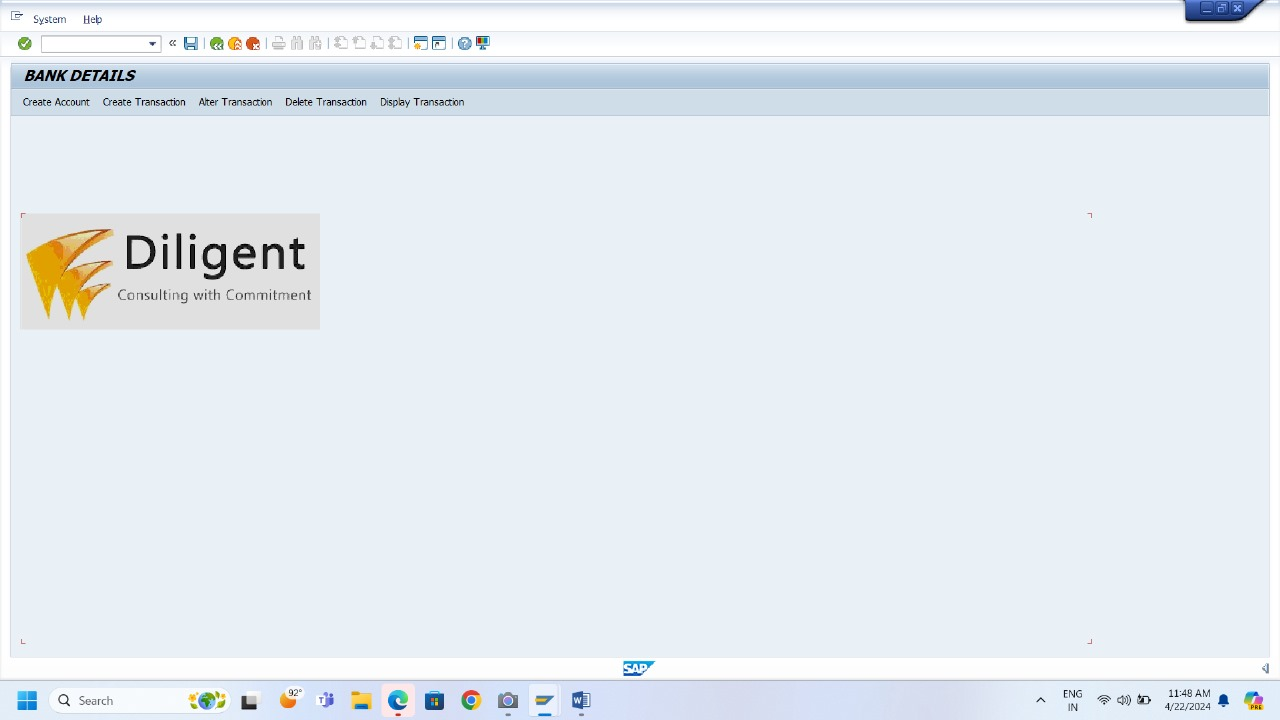 System Help
«
BANK DETAILS
Create Account Create Transaction Alter Transaction Delete Transaction Display Transaction
Diligent
Consulting with Commitment
SAP
Search
92°
ENG
IN
11:48 AM
4/22/2024
PRE